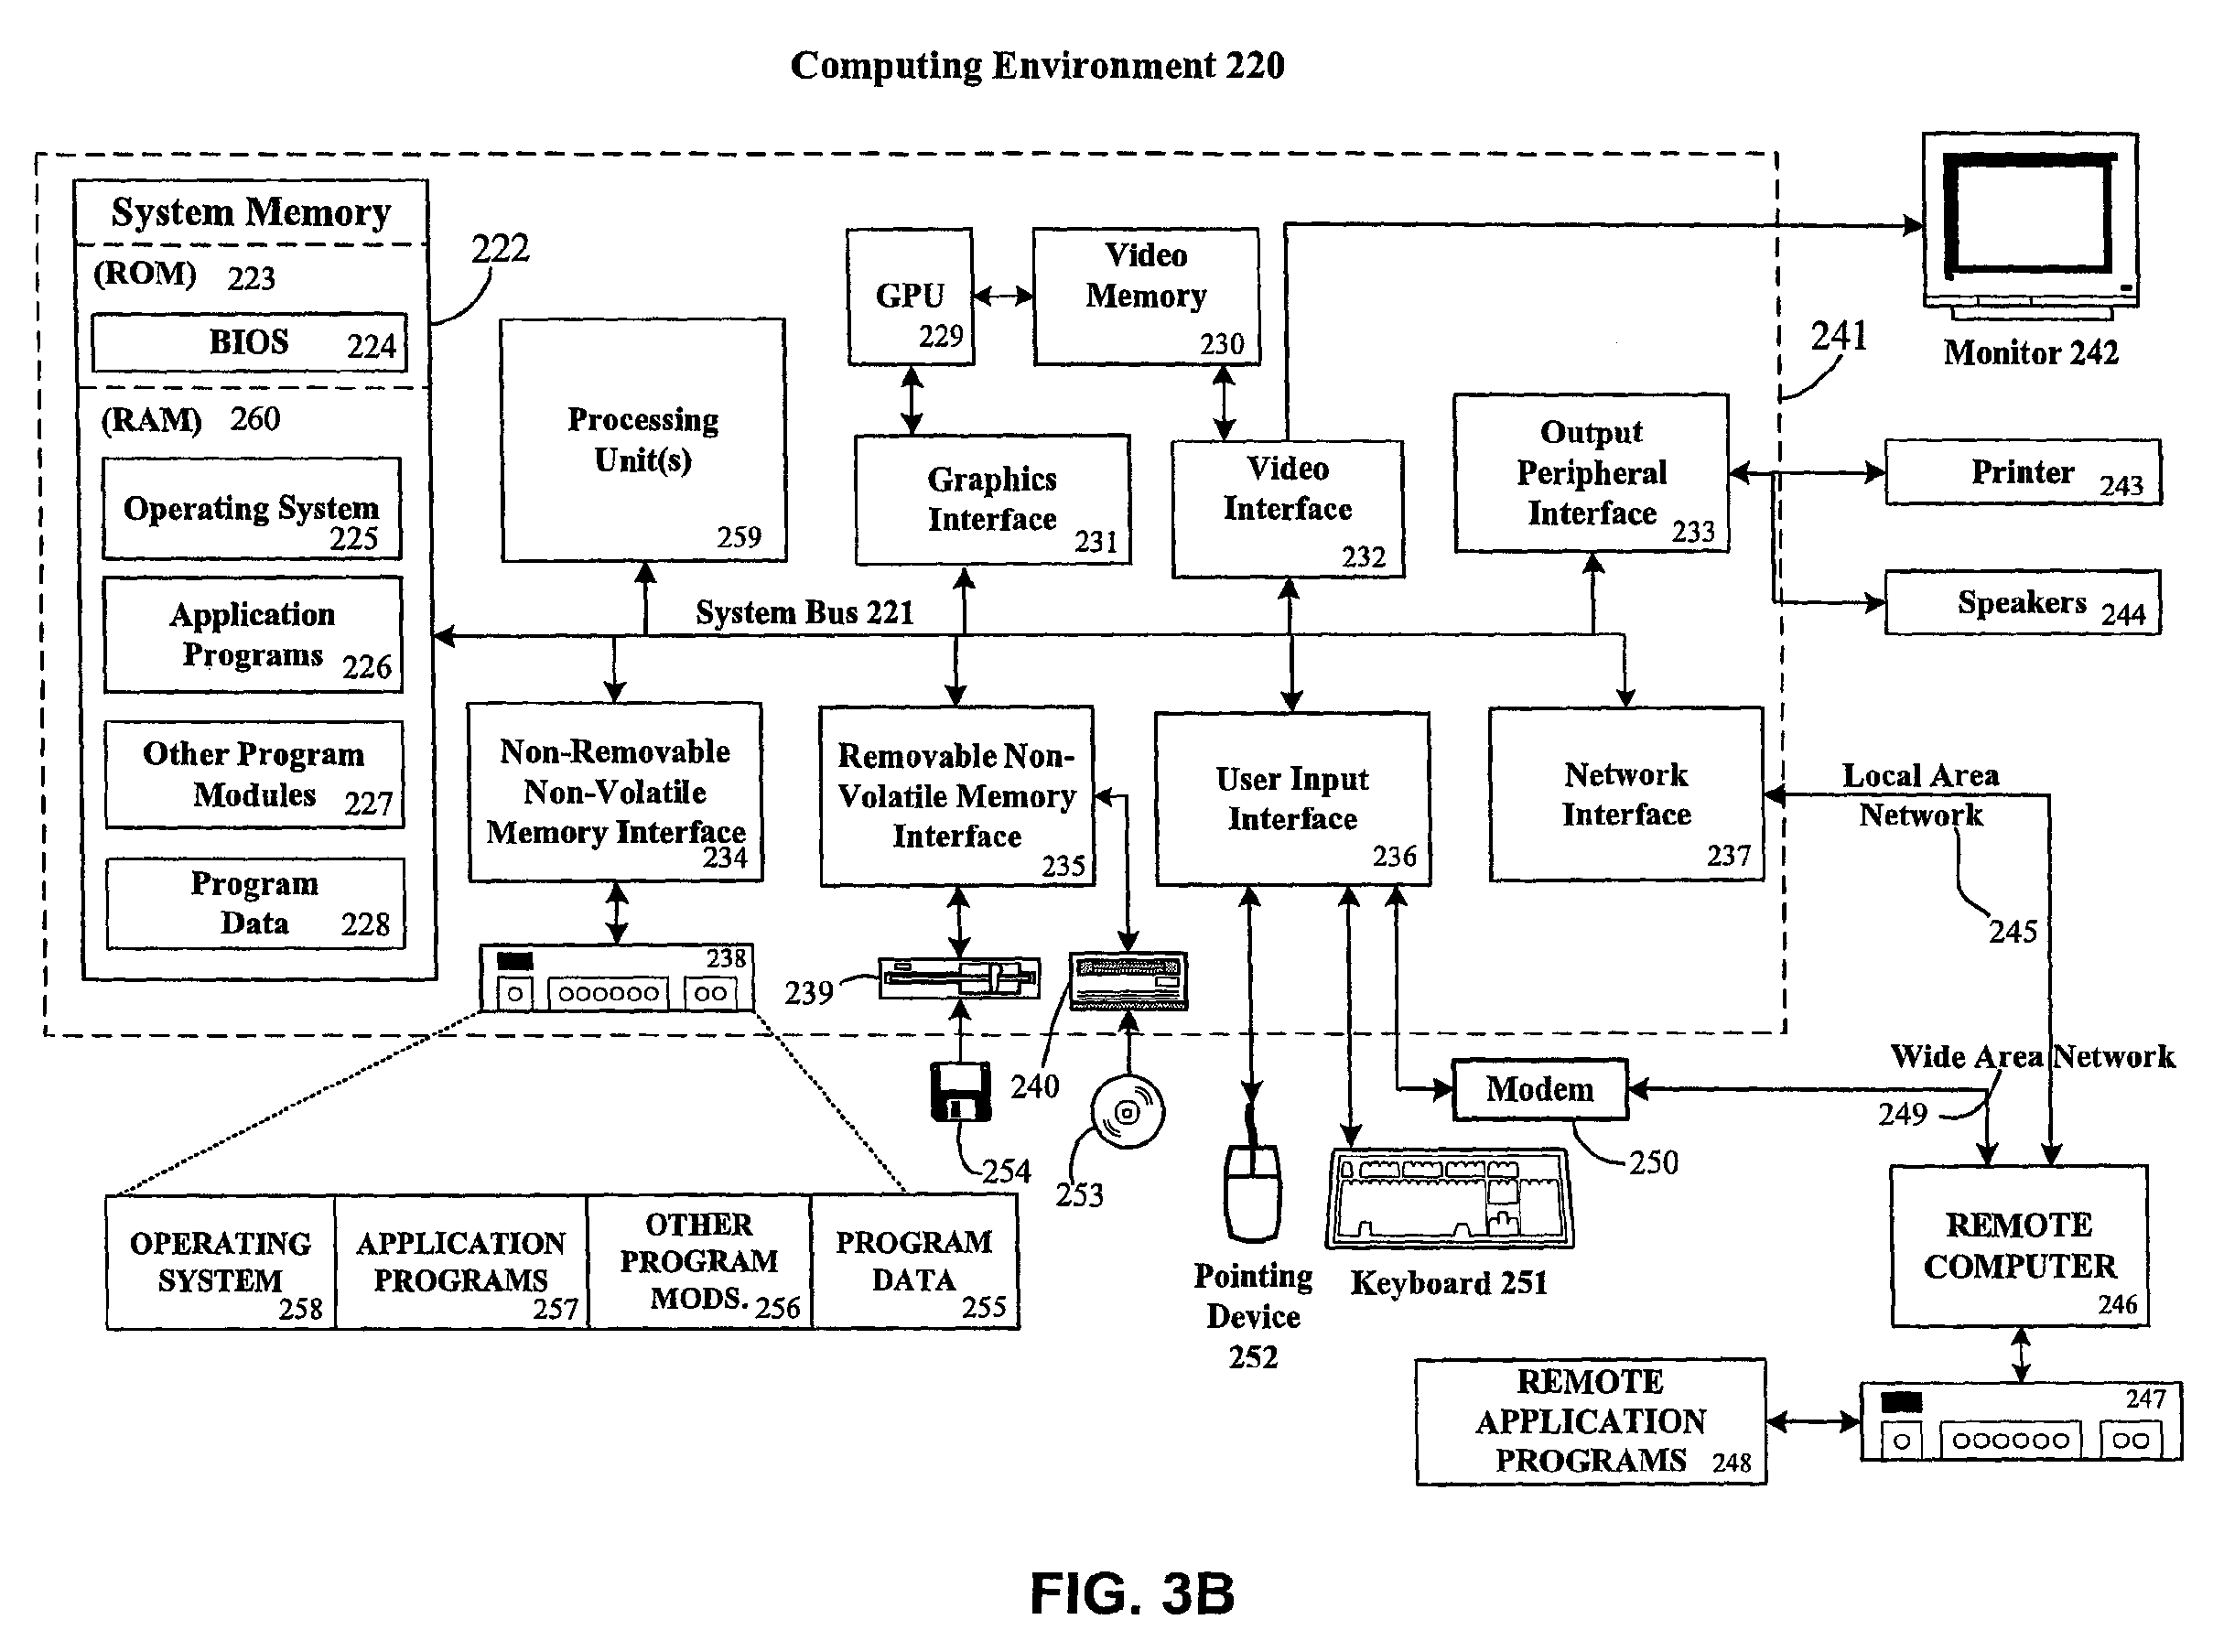 Computing Environment 220
System Memory
(ROM) 223
BIOS 224
222
(RAM) 260
Operating System
225
Application
Programs 226
Other Program
Modules 227
Program
Data 228
Processing
Unit(s)
259
GPU
229
Video
Memory
230
Graphics
Interface
231
Video
Interface
232
Output
Peripheral
Interface
233
241
Monitor 242
Printer 243
Speakers 244
System Bus 221
Non-Removable
Non-Volatile
Memory Interface
234
Removable Non-
Volatile Memory
Interface
235
User Input
Interface
236
Network
Interface
237
Local Area
Network
245
238
239
240
254
253
Modem
250
Wide Area Network
249
OPERATING
SYSTEM
258
APPLICATION
PROGRAMS
257
OTHER
PROGRAM
MODS. 256
PROGRAM
DATA
255
Pointing
Device
252
Keyboard 251
REMOTE
COMPUTER
246
REMOTE
APPLICATION
PROGRAMS 248
247
FIG. 3B